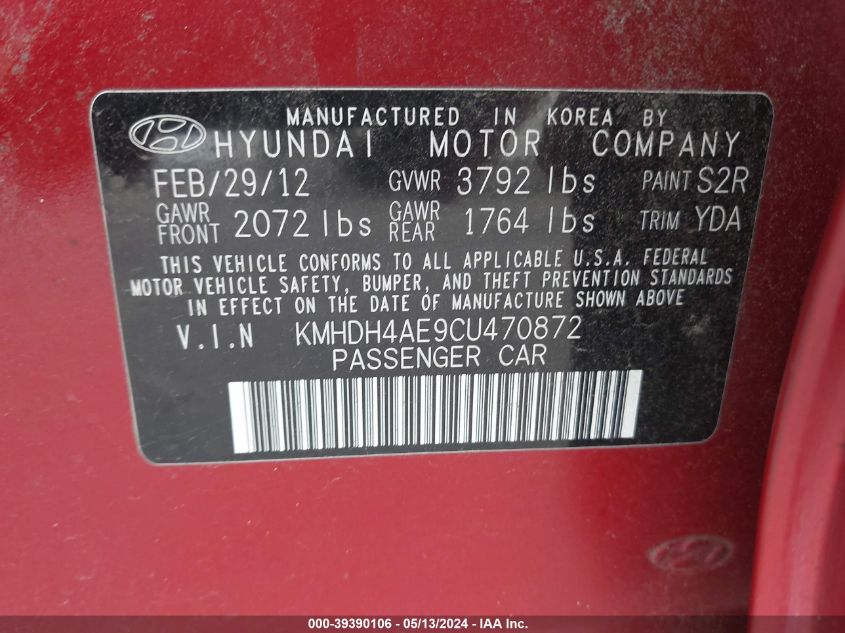 MANUFACTURED IN KOREA BY
HYUNDAI MOTOR COMPANY
FEB/29/12 GVWR 3792 lbs PAINT S2R
GAWR FRONT 2072 lbs GAWR REAR 1764 lbs TRIM YDA
THIS VEHICLE CONFORMS TO ALL APPLICABLE U.S.A. FEDERAL
MOTOR VEHICLE SAFETY, BUMPER, AND THEFT PREVENTION STANDARDS
IN EFFECT ON THE DATE OF MANUFACTURE SHOWN ABOVE
V.I.N KMHDH4AE9CU470872
PASSENGER CAR
000-39390106 — 05/13/2024 — IAA Inc.